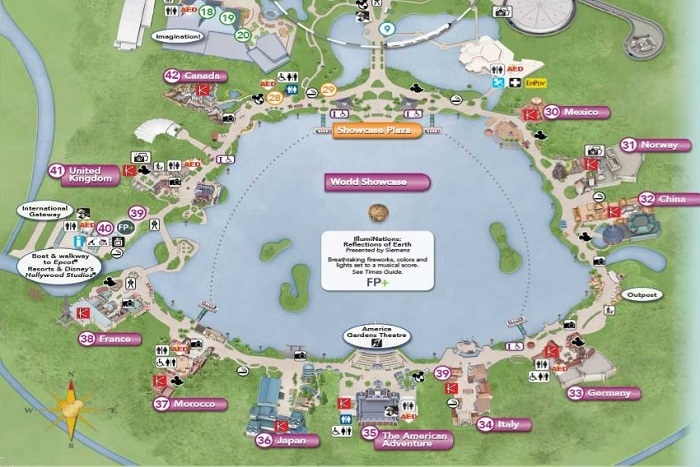 18
19
20
Imagination!
AED
9
42 Canada
AED
28
29
AED
EpiPen
Showcase Plaza
30 Mexico
31 Norway
AED
World Showcase
41 United
Kingdom
AED
32 China
International
Gateway
39
AED
40
FP+
Boat & walkway
to Epcot®
Resorts & Disney's
Hollywood Studios®
IllumiNations:
Reflections of Earth
Presented by Siemens
Breathtaking fireworks, colors and
lights set to a musical score.
See Times Guide.
FP+
Outpost
38 France
America
Gardens Theatre
AED
39
AED
37 Morocco
33 Germany
AED
34 Italy
36 Japan
35 The American
Adventure
N
W
E
S